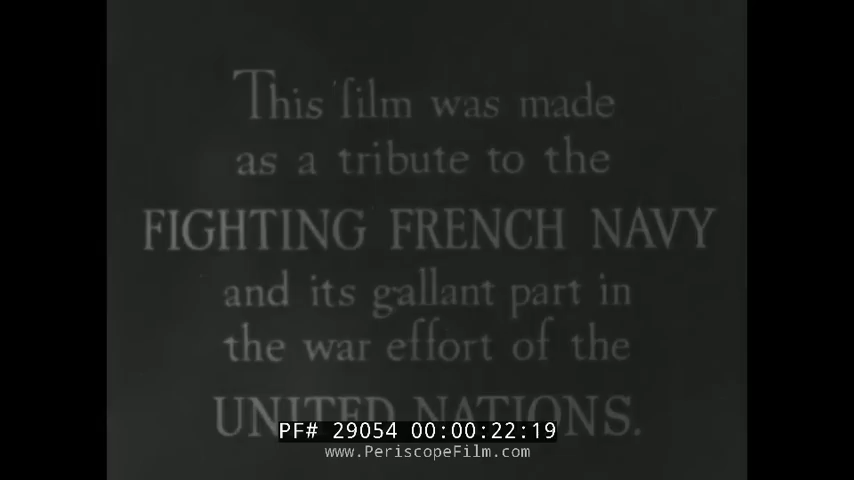 This film was made
as a tribute to the
FIGHTING FRENCH NAVY
and its gallant part in
the war effort of the
UNITED NATIONS.
PF# 29054 00:00:22:19
www.PeriscopeFilm.com